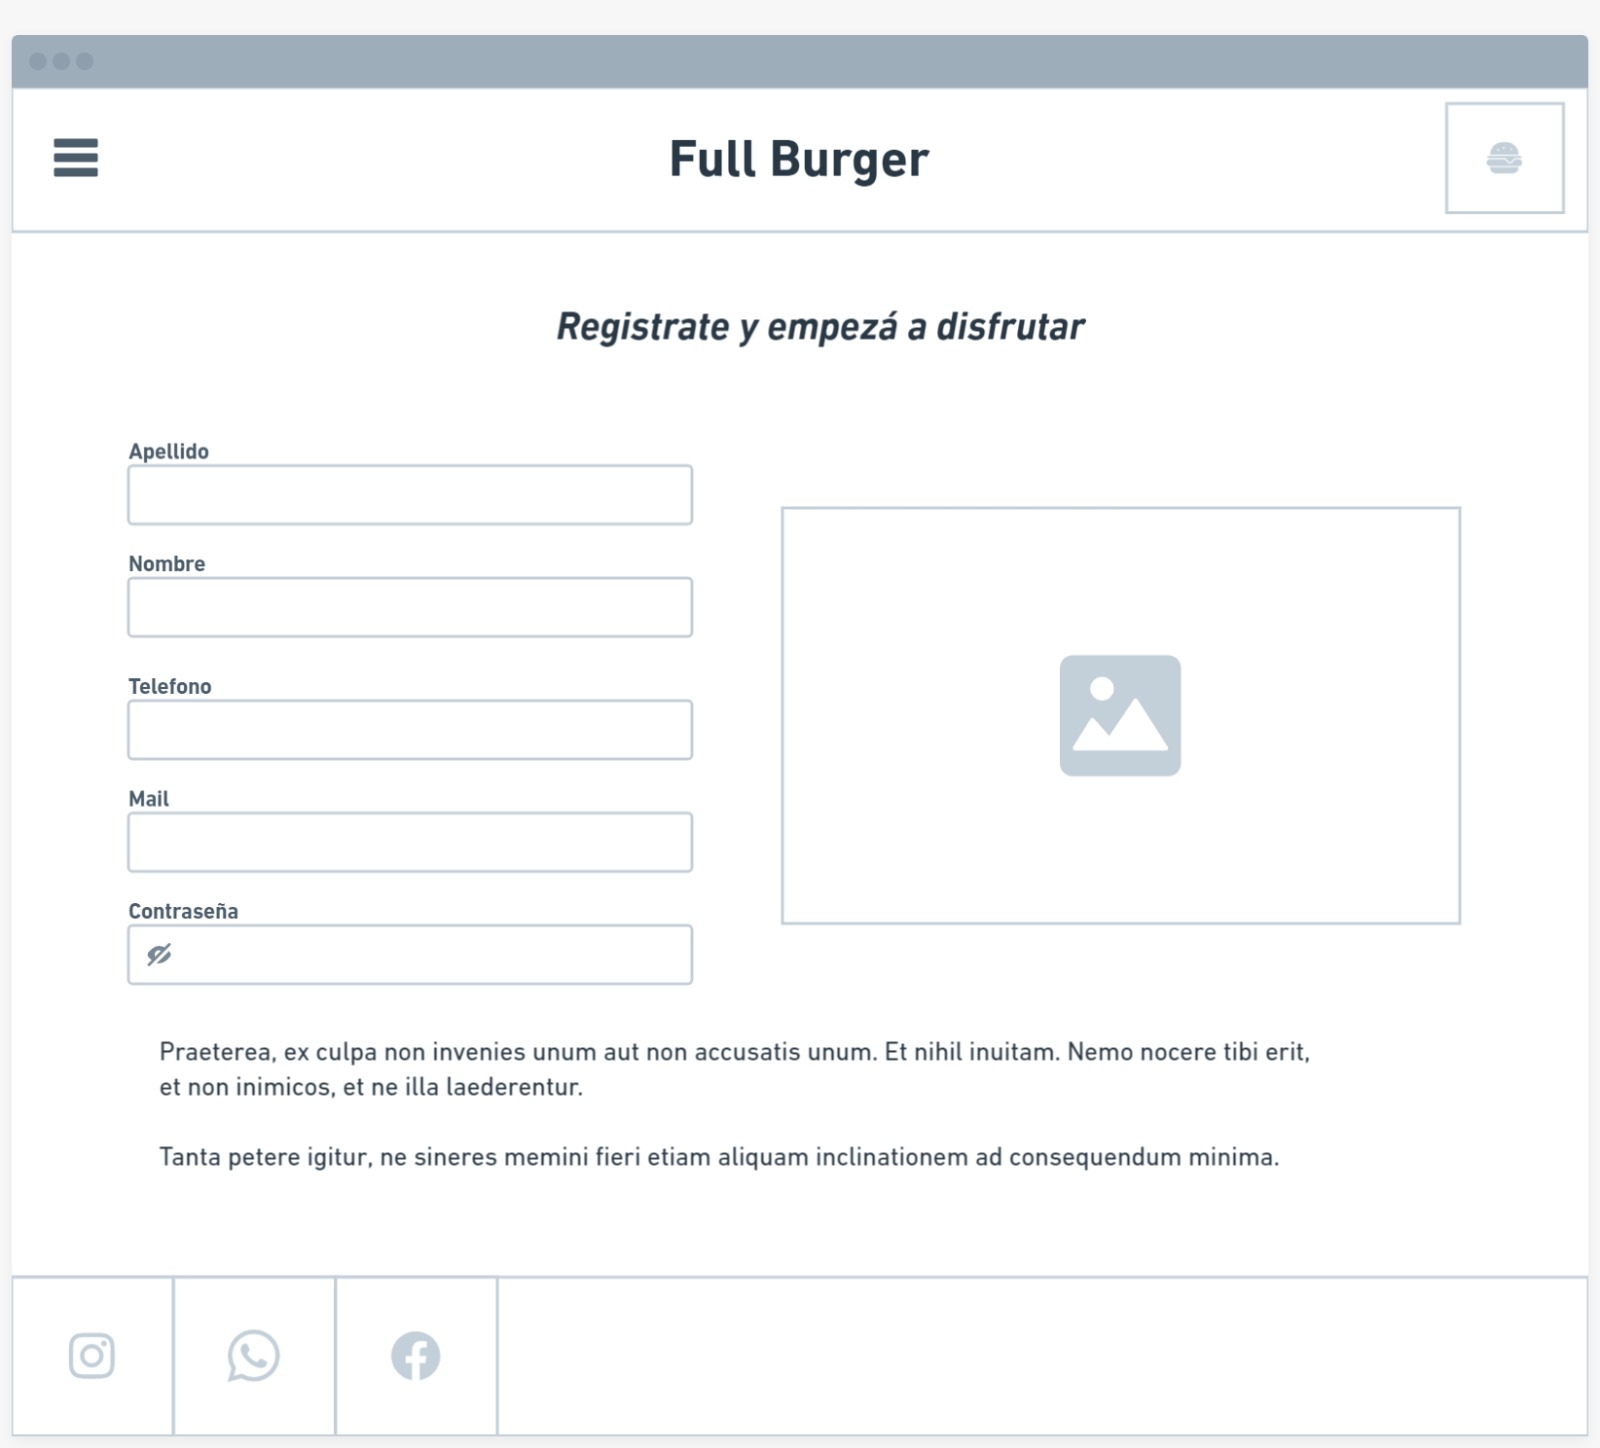 Full Burger
Registrate y empezá a disfrutar
Apellido
Nombre
Telefono
Mail
Contraseña
Praeterea, ex culpa non invenies unum aut non accusatis unum. Et nihil inuitam. Nemo nocere tibi erit,
et non inimicos, et ne illa laederentur.
Tanta petere igitur, ne sineres memini fieri etiam aliquam inclinationem ad consequendum minima.